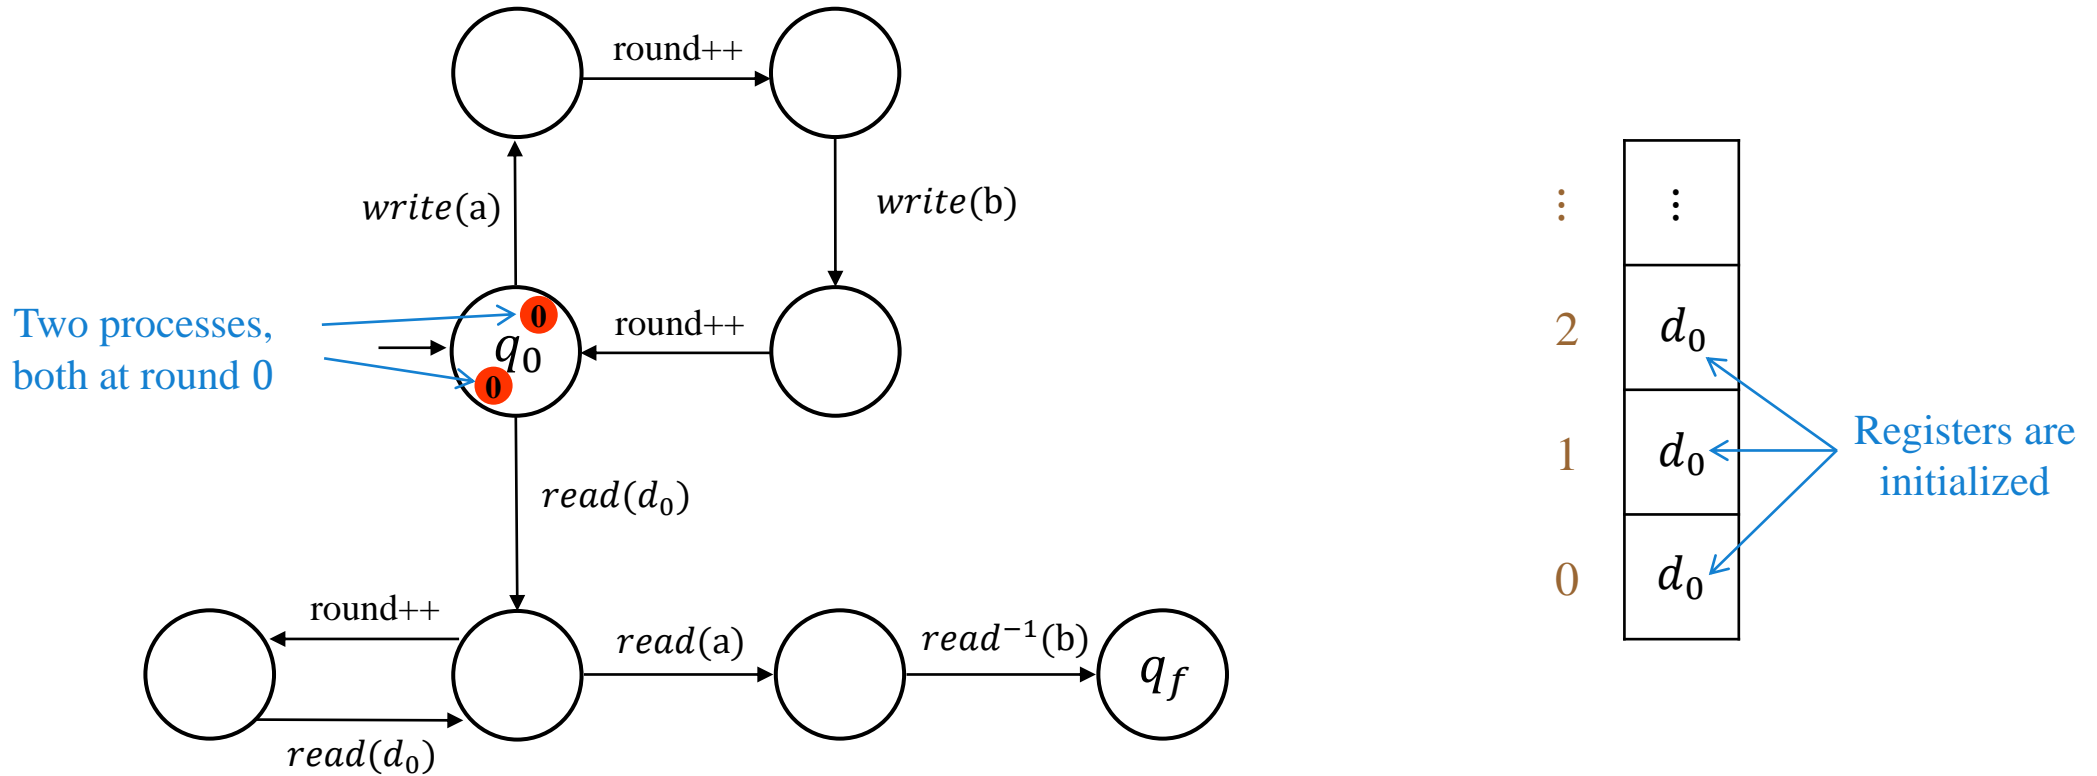 round++
write(a)
write(b)
⋮
⋮
Two processes,
both at round 0
0
q₀
0
round++
2
d₀
1
d₀
Registers are
initialized
read(d₀)
0
d₀
round++
read(a)
read⁻¹(b)
q_f
read(d₀)